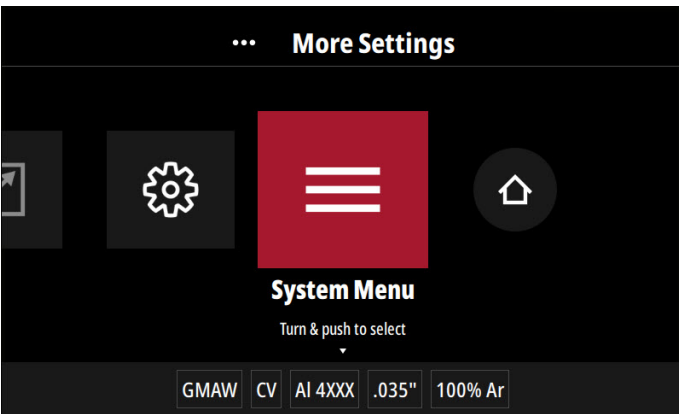 ••• More Settings
System Menu
Turn & push to select
GMAW CV Al 4XXX .035" 100% Ar